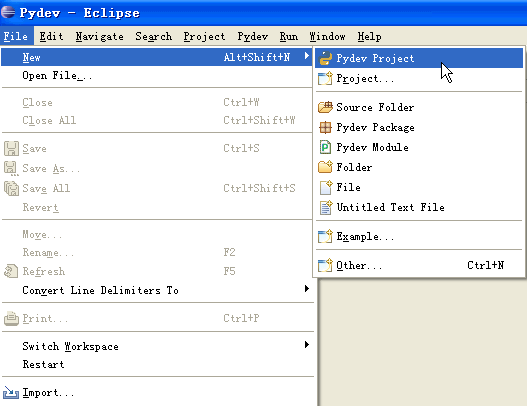 Pydev - Eclipse
File Edit Navigate Search Project Pydev Run Window Help
New Alt+Shift+N
Open File...
Close Ctrl+W
Close All Ctrl+Shift+W
Save Ctrl+S
Save As...
Save All Ctrl+Shift+S
Revert
Move...
Rename... F2
Refresh F5
Convert Line Delimiters To
Print... Ctrl+P
Switch Workspace
Restart
Import...
Pydev Project
Project...
Source Folder
Pydev Package
Pydev Module
Folder
File
Untitled Text File
Example...
Other... Ctrl+N